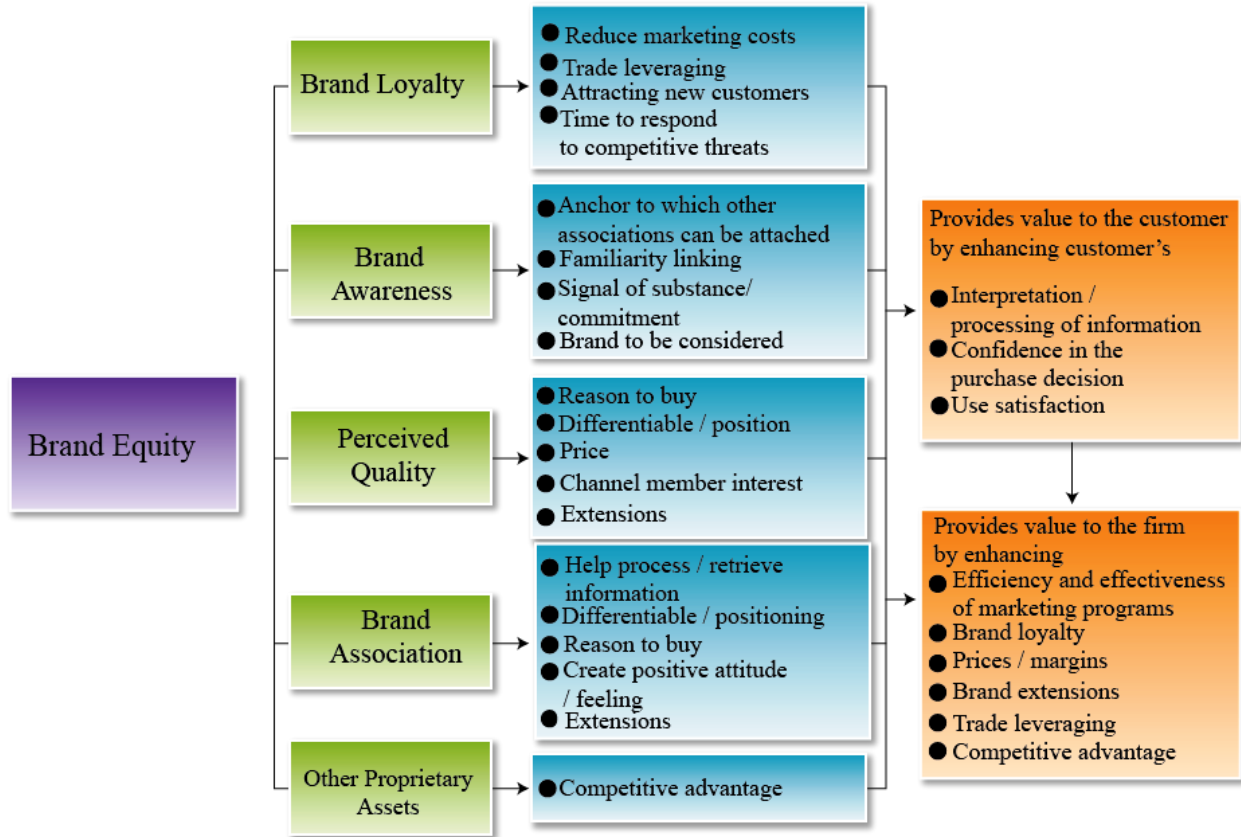 Brand Equity
Brand Loyalty
Reduce marketing costs
Trade leveraging
Attracting new customers
Time to respond
to competitive threats
Brand
Awareness
Anchor to which other
associations can be attached
Familiarity linking
Signal of substance/
commitment
Brand to be considered
Perceived
Quality
Reason to buy
Differentiable / position
Price
Channel member interest
Extensions
Brand
Association
Help process / retrieve
information
Differentiable / positioning
Reason to buy
Create positive attitude
/ feeling
Extensions
Other Proprietary
Assets
Competitive advantage
Provides value to the customer
by enhancing customer’s
Interpretation /
processing of information
Confidence in the
purchase decision
Use satisfaction
Provides value to the firm
by enhancing
Efficiency and effectiveness
of marketing programs
Brand loyalty
Prices / margins
Brand extensions
Trade leveraging
Competitive advantage